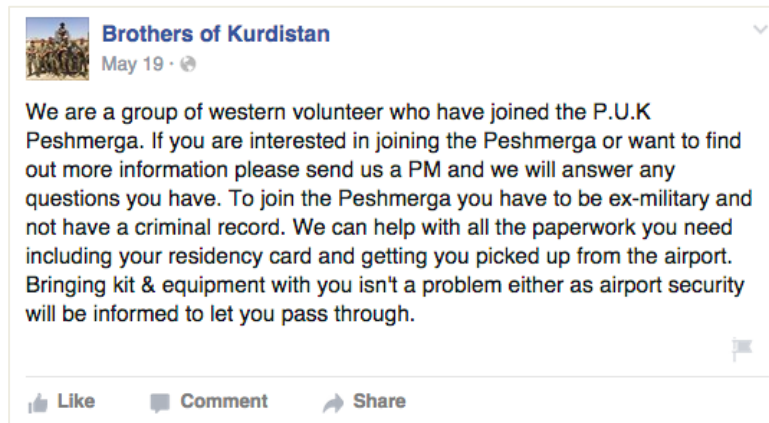 Brothers of Kurdistan
May 19 ·
We are a group of western volunteer who have joined the P.U.K
Peshmerga. If you are interested in joining the Peshmerga or want to find
out more information please send us a PM and we will answer any
questions you have. To join the Peshmerga you have to be ex-military and
not have a criminal record. We can help with all the paperwork you need
including your residency card and getting you picked up from the airport.
Bringing kit & equipment with you isn't a problem either as airport security
will be informed to let you pass through.
Like Comment Share